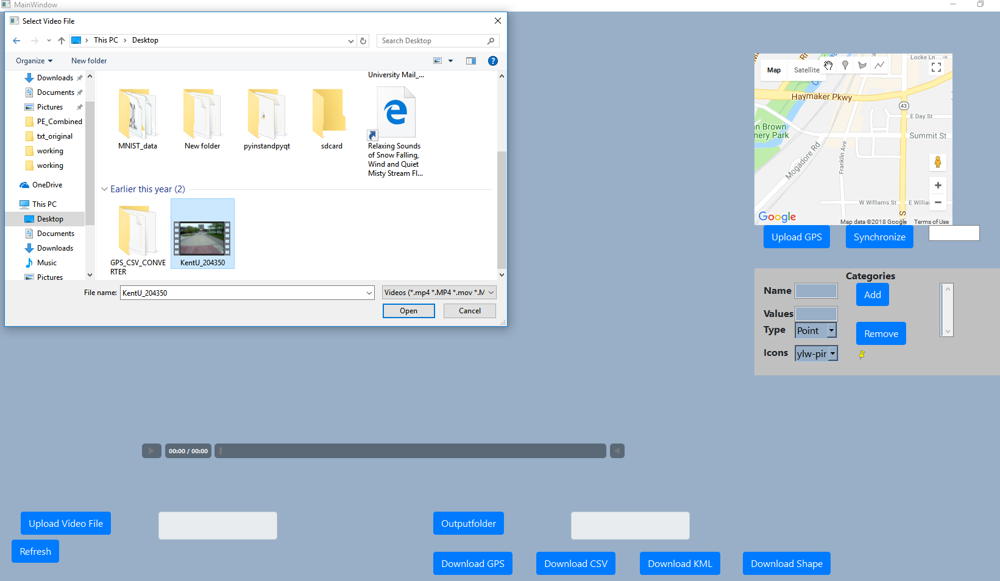 MainWindow
Select Video File
This PC
Desktop
Search Desktop
Organize
New folder
Downloads
Documents
Pictures
PE_Combined
txt_original
working
working
OneDrive
This PC
Desktop
Documents
Downloads
Music
Pictures
University Mail_...
MNIST_data
New folder
pyinstandpyqt
sdcard
Relaxing Sounds
of Snow Falling,
Wind and Quiet
Misty Stream Fl...
Earlier this year (2)
GPS_CSV_CONVE
RTER
KentU_204350
File name:
KentU_204350
Videos (*.mp4 *.MP4 *.mov *.M
Open
Cancel
Map
Satellite
Locke Ln
Haymaker Pkwy
43
E Day St
Summit St
n Brown
nery Park
Mogadore Rd
Franklin Ave
W Williams St
E Williar
S
Google
Map data ©2018 Google
Terms of Use
Upload GPS
Synchronize
Categories
Name
Add
Values
Type
Point
Remove
Icons
ylw-pir
00:00 / 00:00
Upload Video File
Outputfolder
Refresh
Download GPS
Download CSV
Download KML
Download Shape